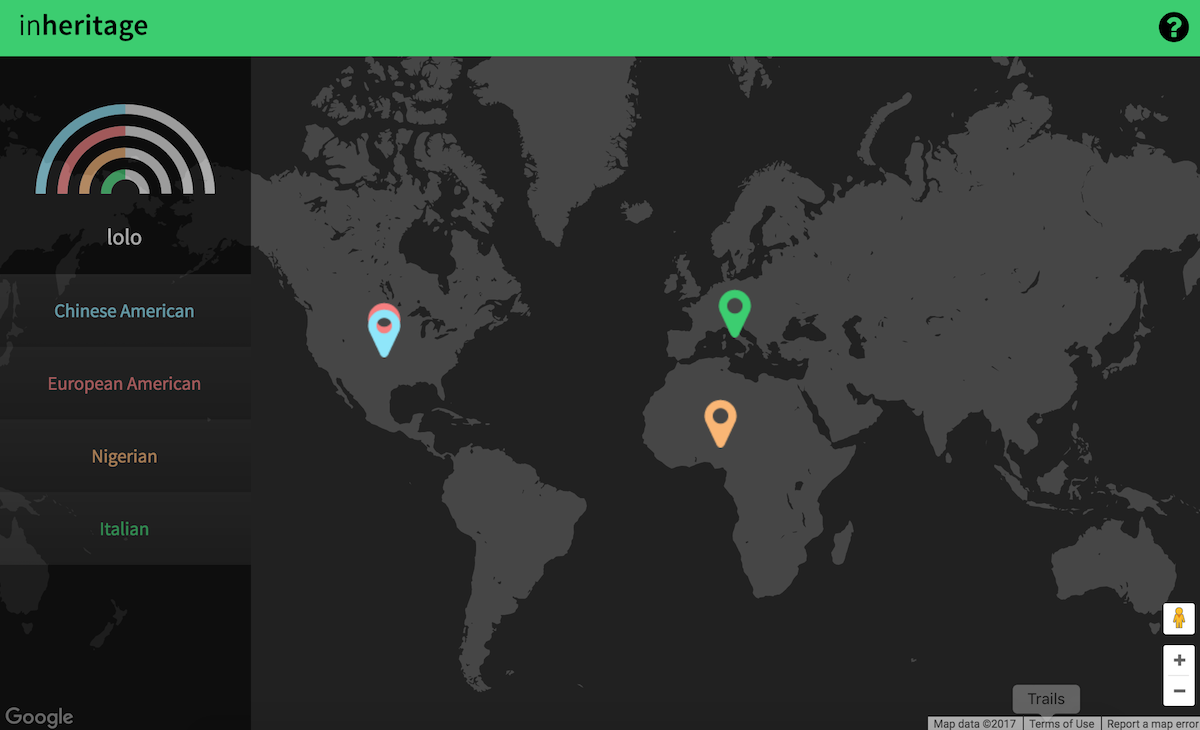 inheritage
?
lolo
Chinese American
European American
Nigerian
Italian
Google
Trails
Map data ©2017 Terms of Use Report a map error